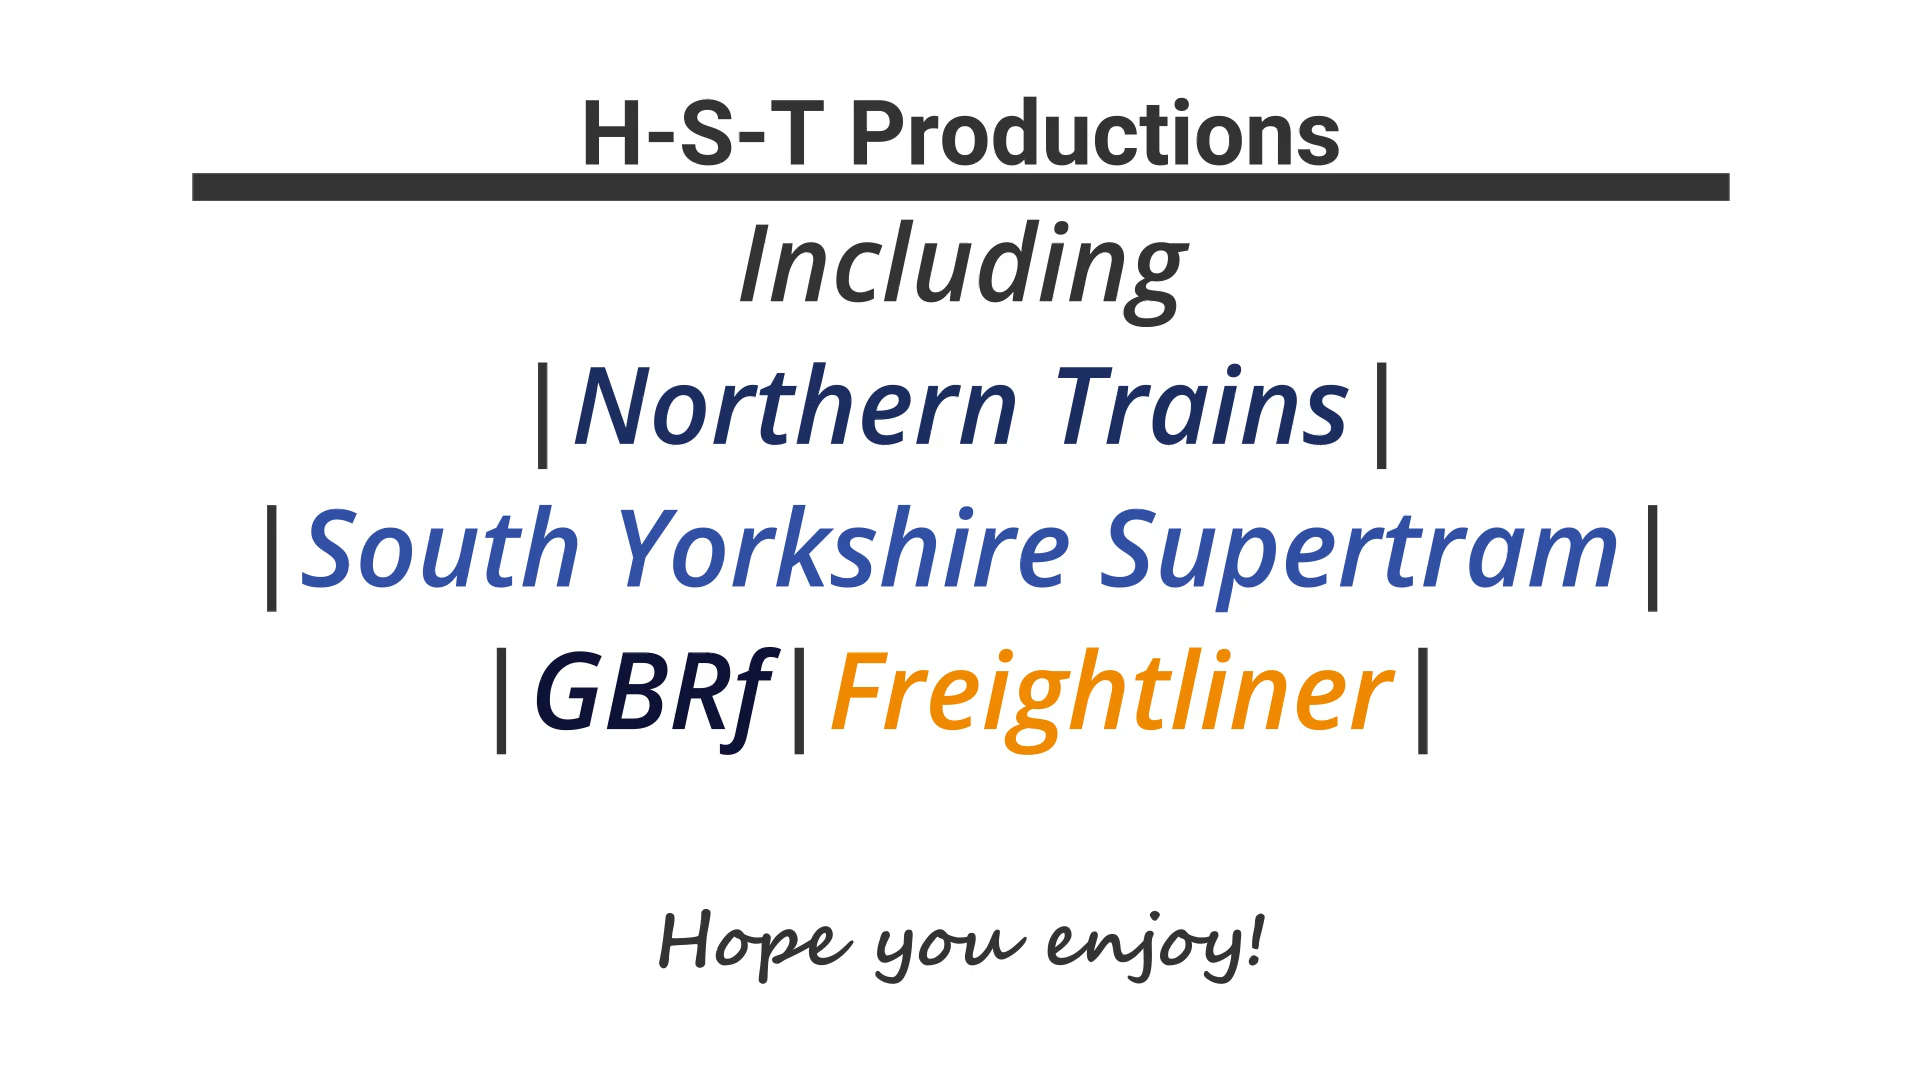 H-S-T Productions
Including
|Northern Trains|
|South Yorkshire Supertram|
|GBRf|Freightliner|
Hope you enjoy!